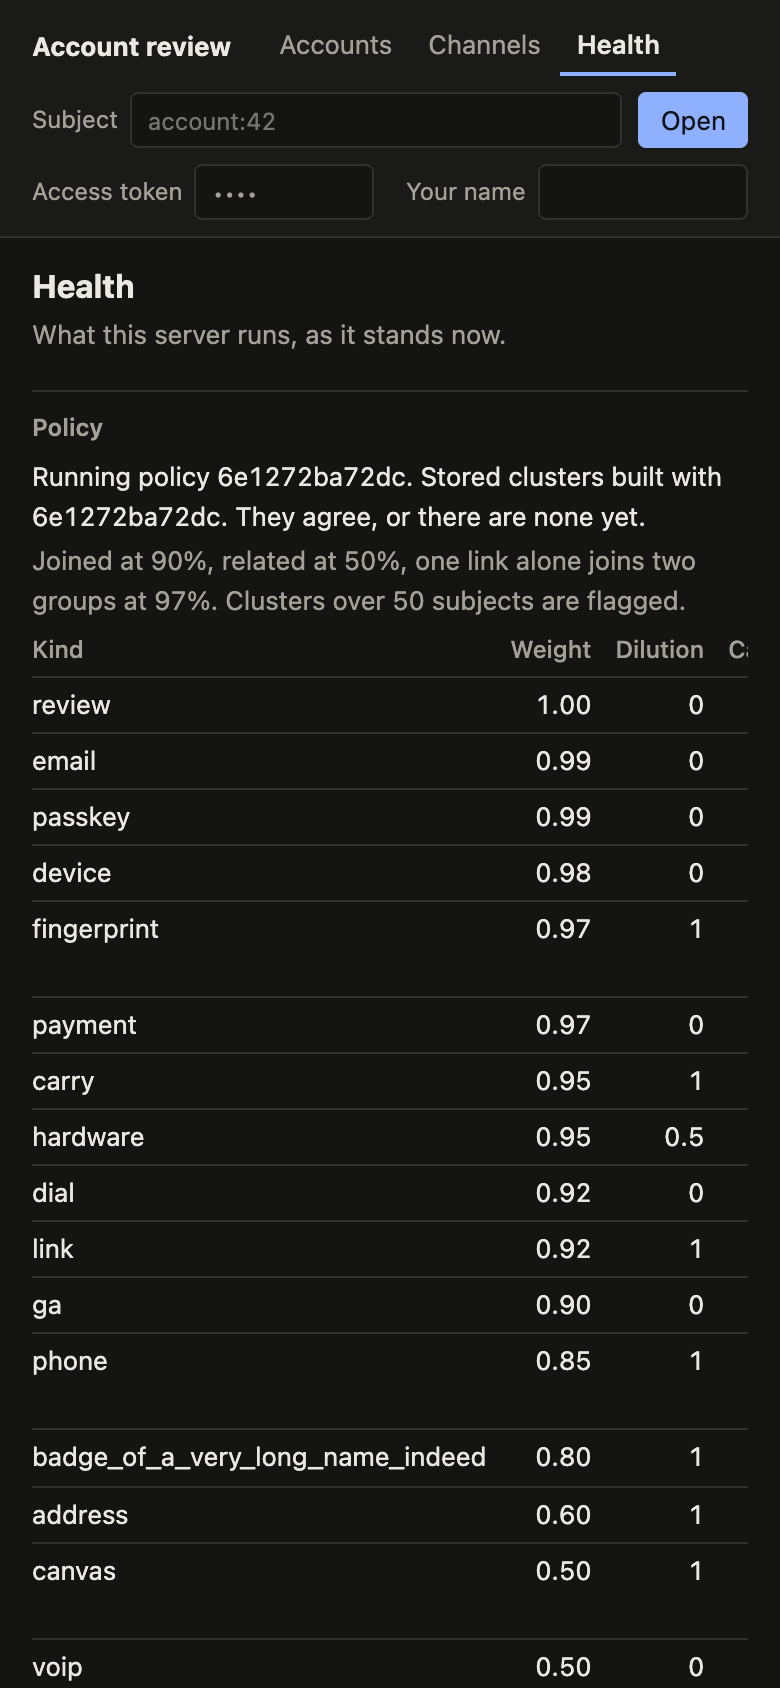 Account review Accounts Channels Health
Subject account:42 Open
Access token •••• Your name
Health
What this server runs, as it stands now.
Policy
Running policy 6e1272ba72dc. Stored clusters built with
6e1272ba72dc. They agree, or there are none yet.
Joined at 90%, related at 50%, one link alone joins two
groups at 97%. Clusters over 50 subjects are flagged.
Kind Weight Dilution
review 1.00 0
email 0.99 0
passkey 0.99 0
device 0.98 0
fingerprint 0.97 1
payment 0.97 0
carry 0.95 1
hardware 0.95 0.5
dial 0.92 0
link 0.92 1
ga 0.90 0
phone 0.85 1
badge_of_a_very_long_name_indeed 0.80 1
address 0.60 1
canvas 0.50 1
voip 0.50 0